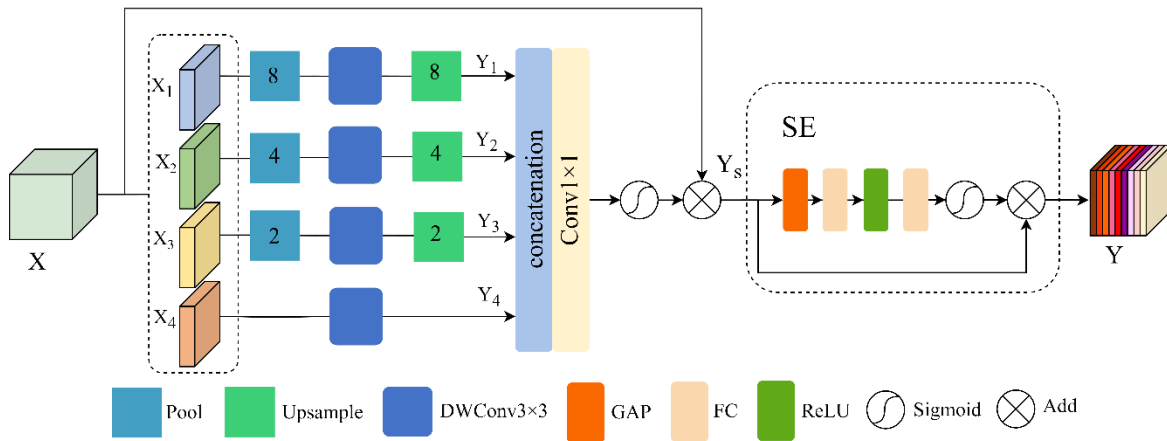 X
X1
X2
X3
X4
8
8
Y1
4
4
Y2
2
2
Y3
Y4
concatenation
Conv1×1
Ys
SE
Y
Pool
Upsample
DWConv3×3
GAP
FC
ReLU
Sigmoid
Add